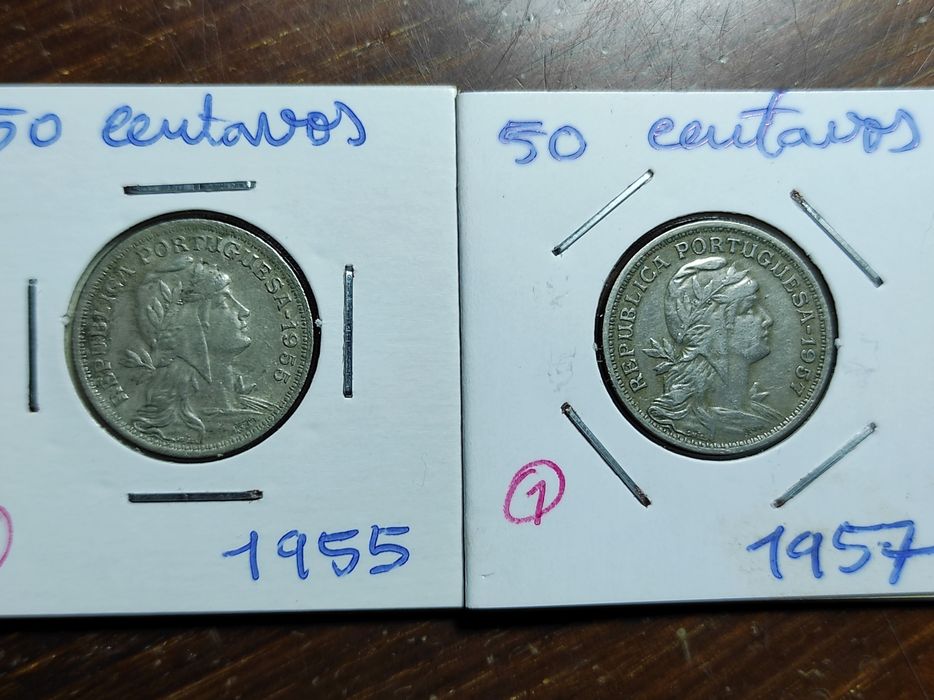 50 centavos
REPUBLICA PORTUGUESA-1955
1955
50 centavos
REPUBLICA PORTUGUESA-1957
1
1957